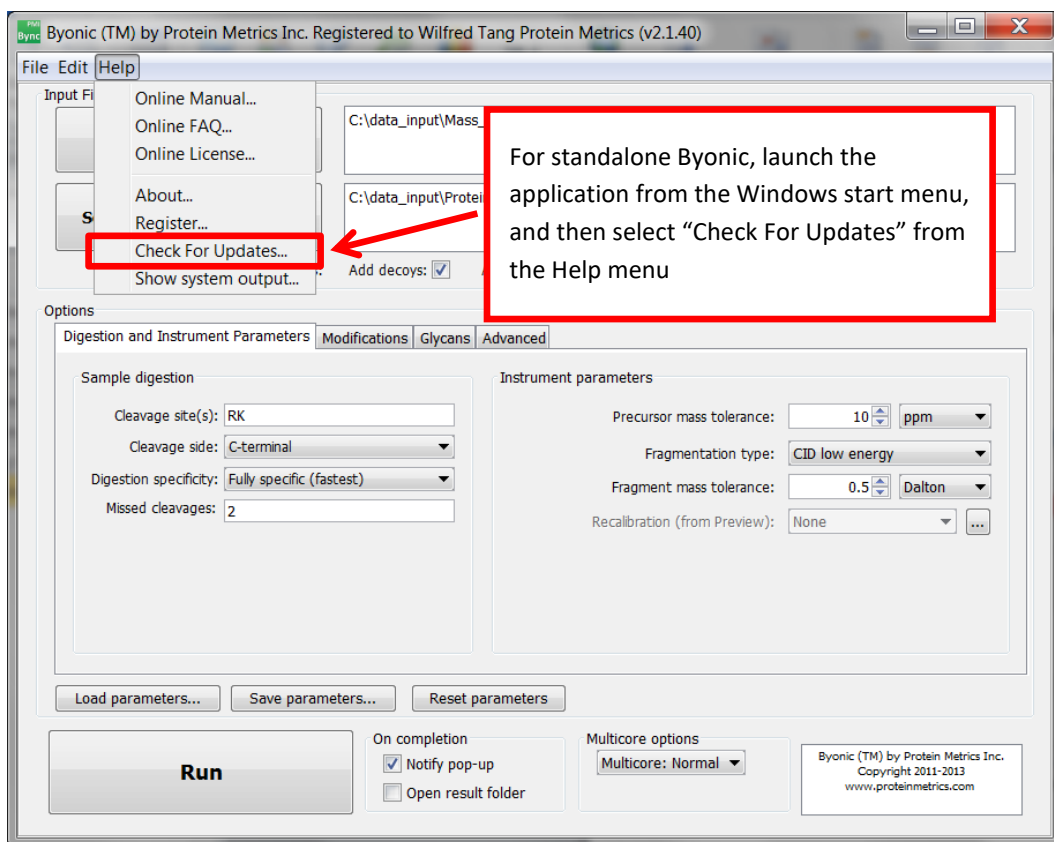 PMI
Bync
Byonic (TM) by Protein Metrics Inc. Registered to Wilfred Tang Protein Metrics (v2.1.40)
File Edit Help
Input Fi
Online Manual...
Online FAQ...
Online License...
About...
Register...
Check For Updates...
Show system output...
C:\data_input\Mass_
C:\data_input\Protei
S
Add decoys:
For standalone Byonic, launch the
application from the Windows start menu,
and then select “Check For Updates” from
the Help menu
Options
Digestion and Instrument Parameters Modifications Glycans Advanced
Sample digestion
Cleavage site(s): RK
Cleavage side: C-terminal
Digestion specificity: Fully specific (fastest)
Missed cleavages: 2
Instrument parameters
Precursor mass tolerance: 10 ppm
Fragmentation type: CID low energy
Fragment mass tolerance: 0.5 Dalton
Recalibration (from Preview): None ...
Load parameters... Save parameters... Reset parameters
Run
On completion
Notify pop-up
Open result folder
Multicore options
Multicore: Normal
Byonic (TM) by Protein Metrics Inc.
Copyright 2011-2013
www.proteinmetrics.com